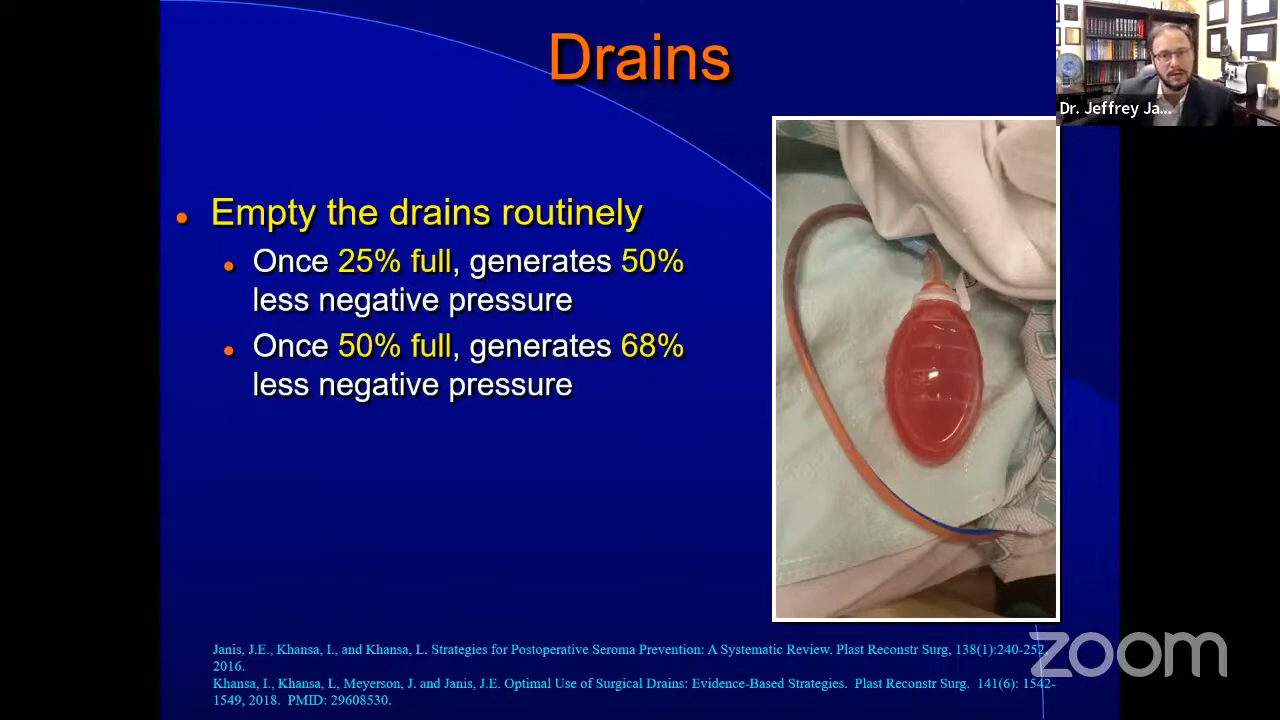 Drains
Dr. Jeffrey Ja...
Empty the drains routinely
Once 25% full, generates 50%
less negative pressure
Once 50% full, generates 68%
less negative pressure
Janis, J.E., Khansa, I., and Khansa, L. Strategies for Postoperative Seroma Prevention: A Systematic Review. Plast Reconstr Surg, 138(1):240-252,
2016.
Khansa, I., Khansa, L, Meyerson, J. and Janis, J.E. Optimal Use of Surgical Drains: Evidence-Based Strategies. Plast Reconstr Surg. 141(6): 1542-
1549, 2018. PMID: 29608530.
zoom